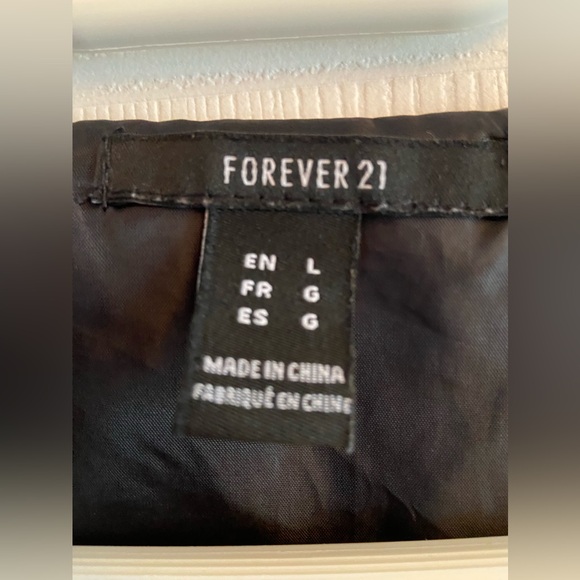 FOREVER 21
EN L
FR G
ES G
MADE IN CHINA
FABRIQUÉ EN CHINE